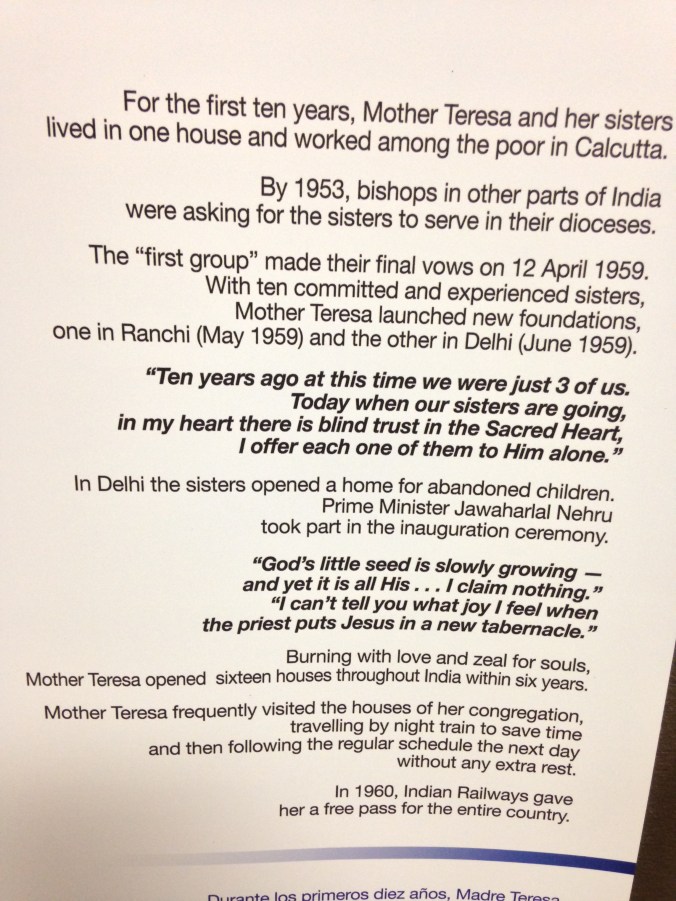 For the first ten years, Mother Teresa and her sisters
lived in one house and worked among the poor in Calcutta.
By 1953, bishops in other parts of India
were asking for the sisters to serve in their dioceses.
The “first group” made their final vows on 12 April 1959.
With ten committed and experienced sisters,
Mother Teresa launched new foundations,
one in Ranchi (May 1959) and the other in Delhi (June 1959).
“Ten years ago at this time we were just 3 of us.
Today when our sisters are going,
in my heart there is blind trust in the Sacred Heart,
I offer each one of them to Him alone.”
In Delhi the sisters opened a home for abandoned children.
Prime Minister Jawaharlal Nehru
took part in the inauguration ceremony.
“God’s little seed is slowly growing —
and yet it is all His . . . I claim nothing.”
“I can’t tell you what joy I feel when
the priest puts Jesus in a new tabernacle.”
Burning with love and zeal for souls,
Mother Teresa opened sixteen houses throughout India within six years.
Mother Teresa frequently visited the houses of her congregation,
travelling by night train to save time
and then following the regular schedule the next day
without any extra rest.
In 1960, Indian Railways gave
her a free pass for the entire country.
Durante los primeros diez años, Madre Teresa